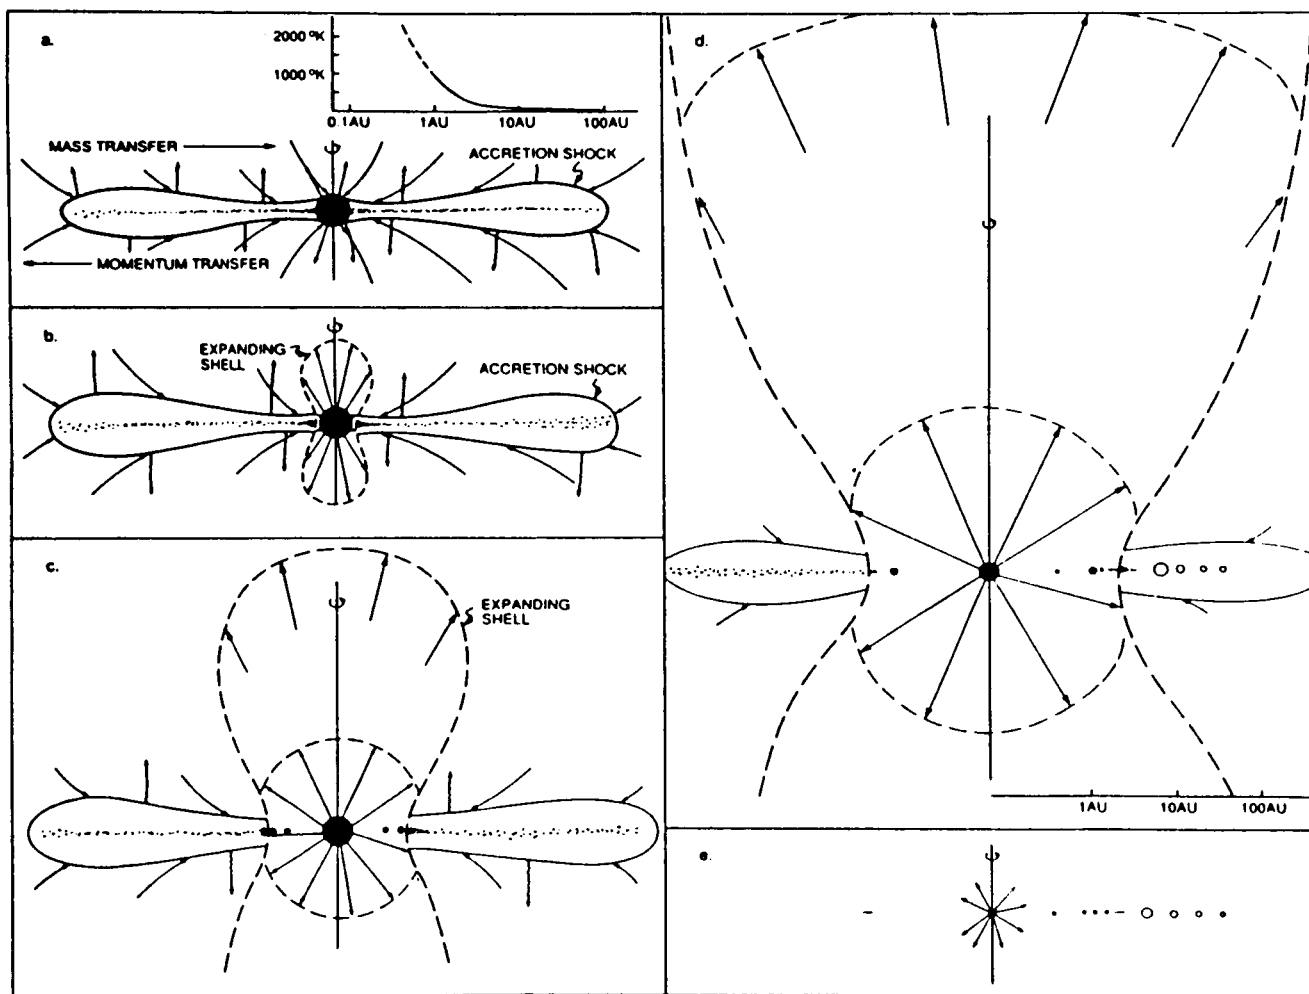 a.
2000 °K
1000 °K
0.1AU 1AU 10AU 100AU
MASS TRANSFER
ACCRETION SHOCK
MOMENTUM TRANSFER
b.
EXPANDING
SHELL
ACCRETION SHOCK
c.
EXPANDING
SHELL
d.
1AU 10AU 100AU
e.